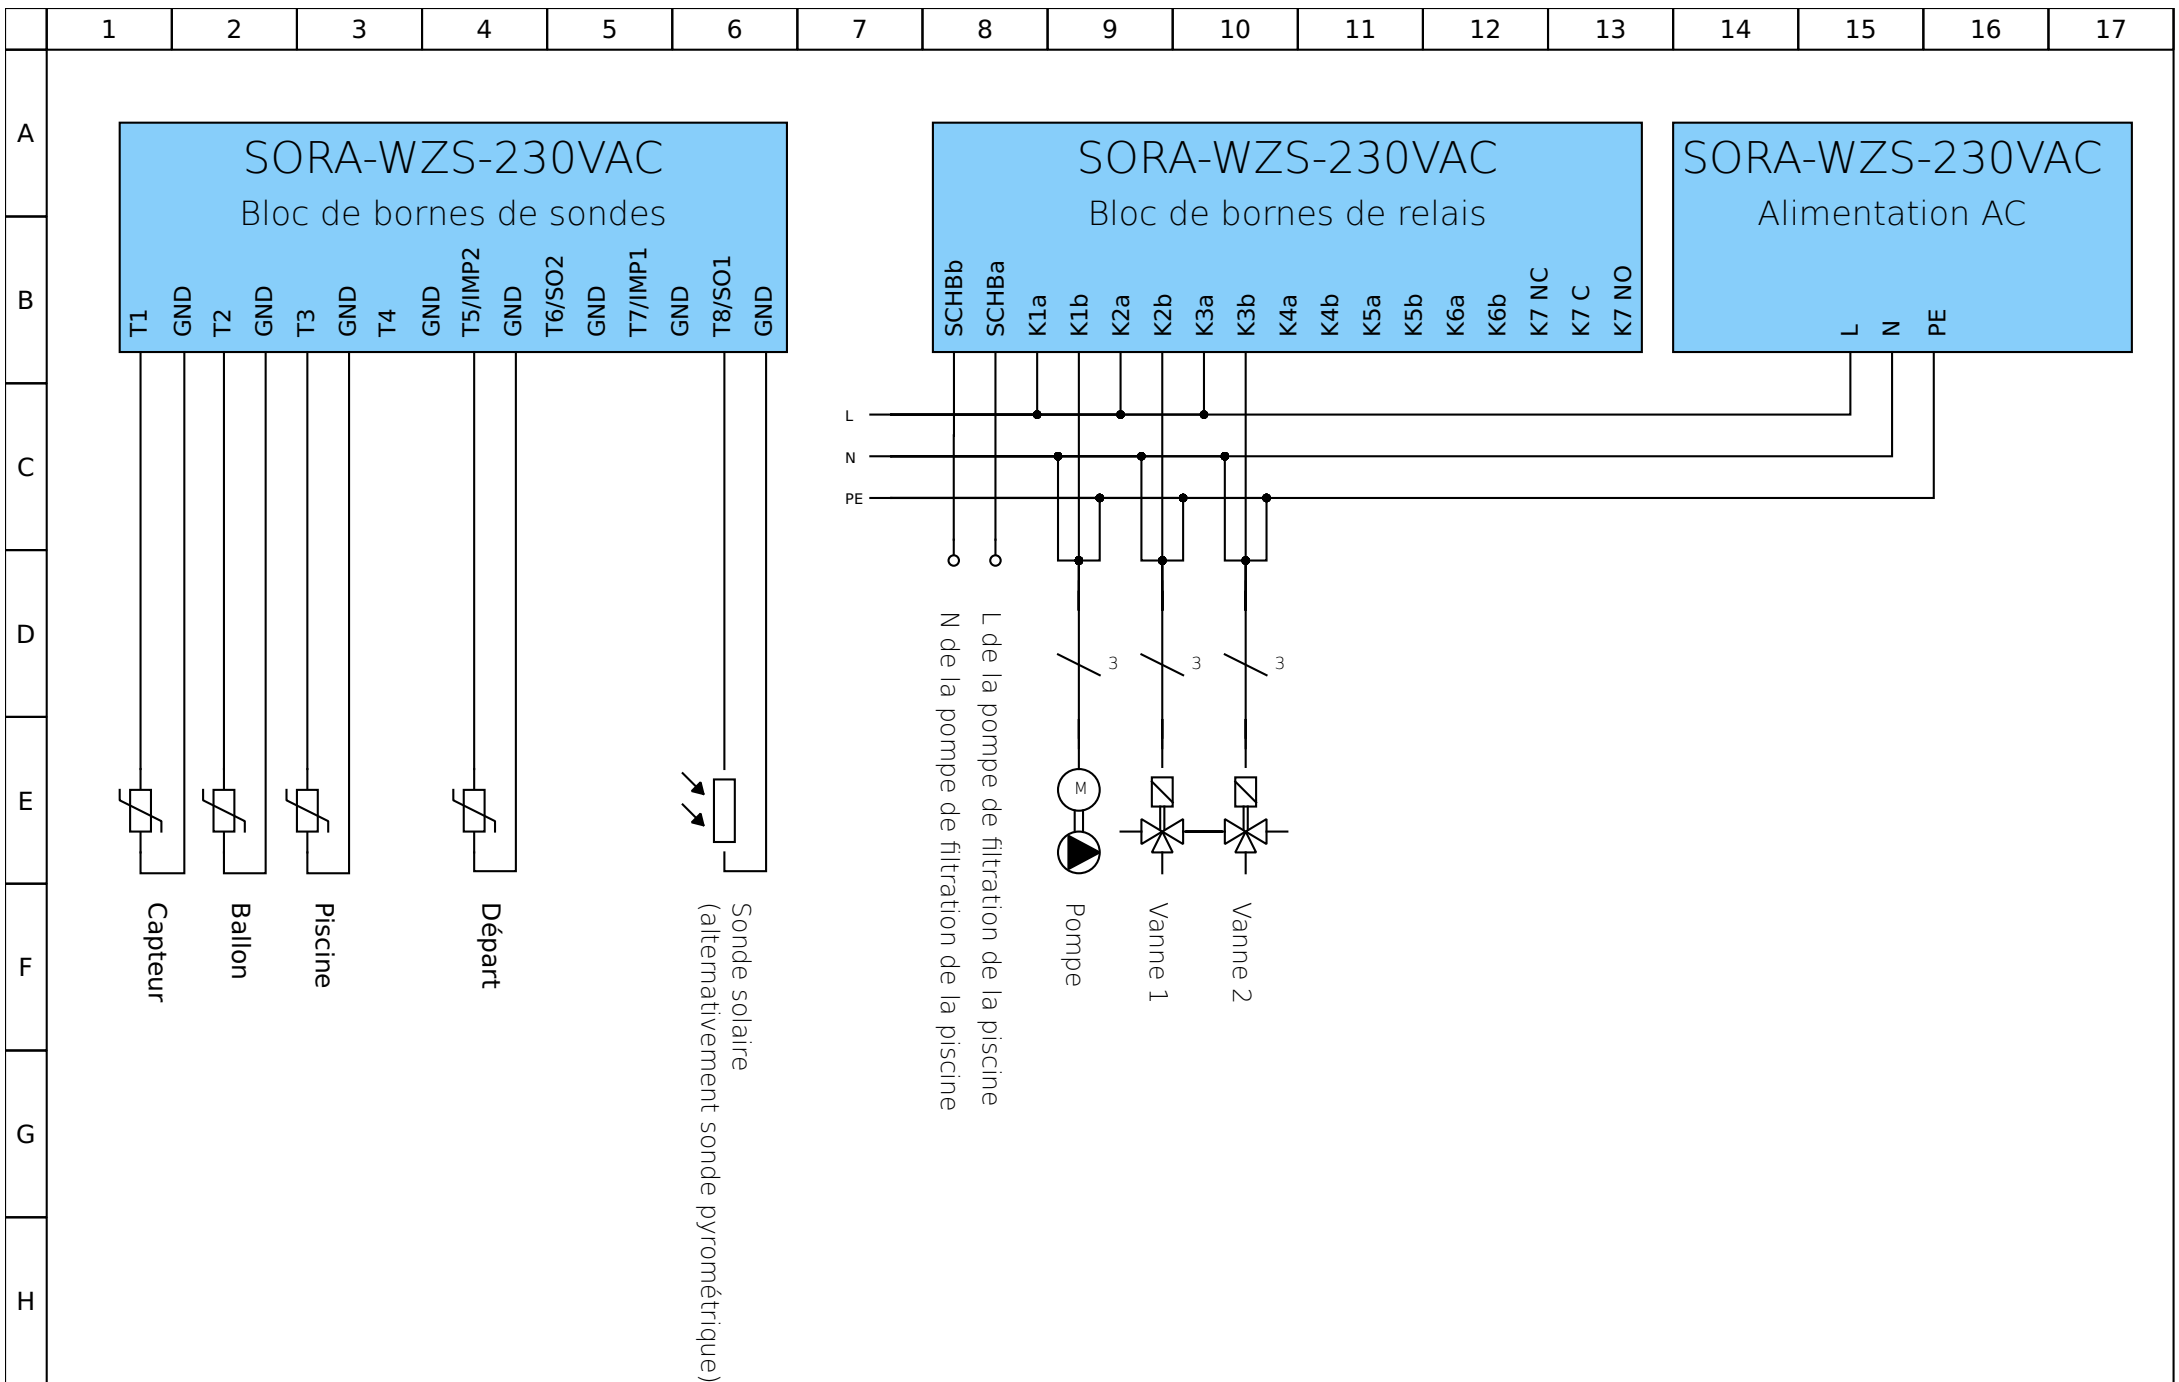 1 2 3 4 5 6 7 8 9 10 11 12 13 14 15 16 17
A
B
C
D
E
F
G
H
SORA-WZS-230VAC
Bloc de bornes de sondes
T1
GND
T2
GND
T3
GND
T4
GND
T5/IMP2
GND
T6/SO2
GND
T7/IMP1
GND
T8/SO1
GND
SORA-WZS-230VAC
Bloc de bornes de relais
SCHBb
SCHBa
K1a
K1b
K2a
K2b
K3a
K3b
K4a
K4b
K5a
K5b
K6a
K6b
K7 NC
K7 C
K7 NO
SORA-WZS-230VAC
Alimentation AC
L
N
PE
L
N
PE
3
3
3
M
Capteur
Ballon
Piscine
Départ
Sonde solaire
(alternativement sonde pyrométrique)
N de la pompe de filtration de la piscine
L de la pompe de filtration de la piscine
Pompe
Vanne 1
Vanne 2